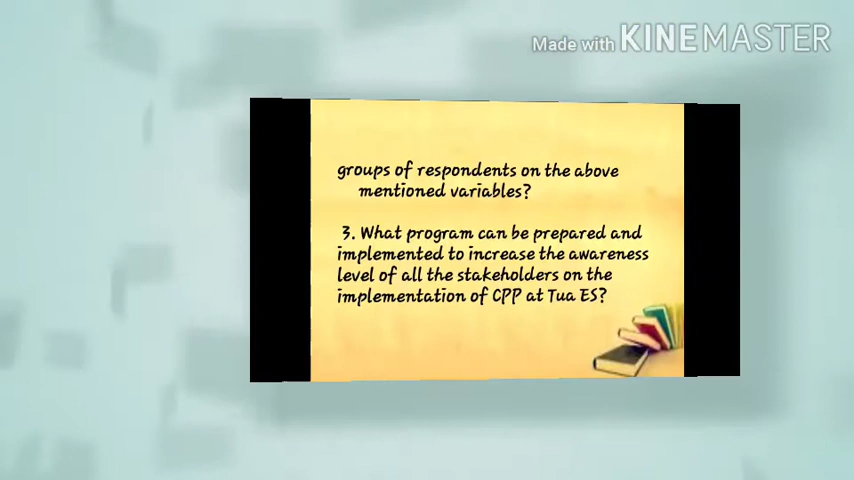 Made with KINEMASTER
groups of respondents on the above
mentioned variables?
3. What program can be prepared and
implemented to increase the awareness
level of all the stakeholders on the
implementation of CPP at Tua ES?